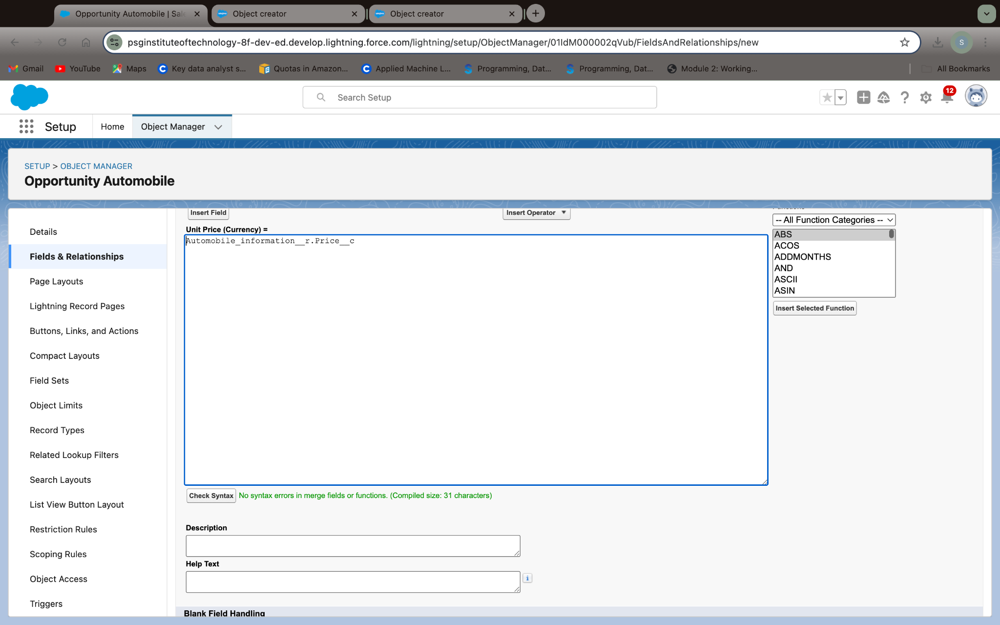 Opportunity Automobile | Sale
Object creator
Object creator
psginstituteoftechnology-8f-dev-ed.develop.lightning.force.com/lightning/setup/ObjectManager/01IdM000002qVub/FieldsAndRelationships/new
S
Gmail
YouTube
Maps
Key data analyst s...
Quotas in Amazon...
Applied Machine L...
Programming, Dat...
Programming, Dat...
Module 2: Working...
All Bookmarks
Search Setup
12
Setup
Home
Object Manager
SETUP > OBJECT MANAGER
Opportunity Automobile
Details
Fields & Relationships
Page Layouts
Lightning Record Pages
Buttons, Links, and Actions
Compact Layouts
Field Sets
Object Limits
Record Types
Related Lookup Filters
Search Layouts
List View Button Layout
Restriction Rules
Scoping Rules
Object Access
Triggers
Insert Field
Insert Operator
Unit Price (Currency) =
Automobile_information__r.Price__c
-- All Function Categories --
ABS
ACOS
ADDMONTHS
AND
ASCII
ASIN
Insert Selected Function
Check Syntax
No syntax errors in merge fields or functions. (Compiled size: 31 characters)
Description
Help Text
Blank Field Handling